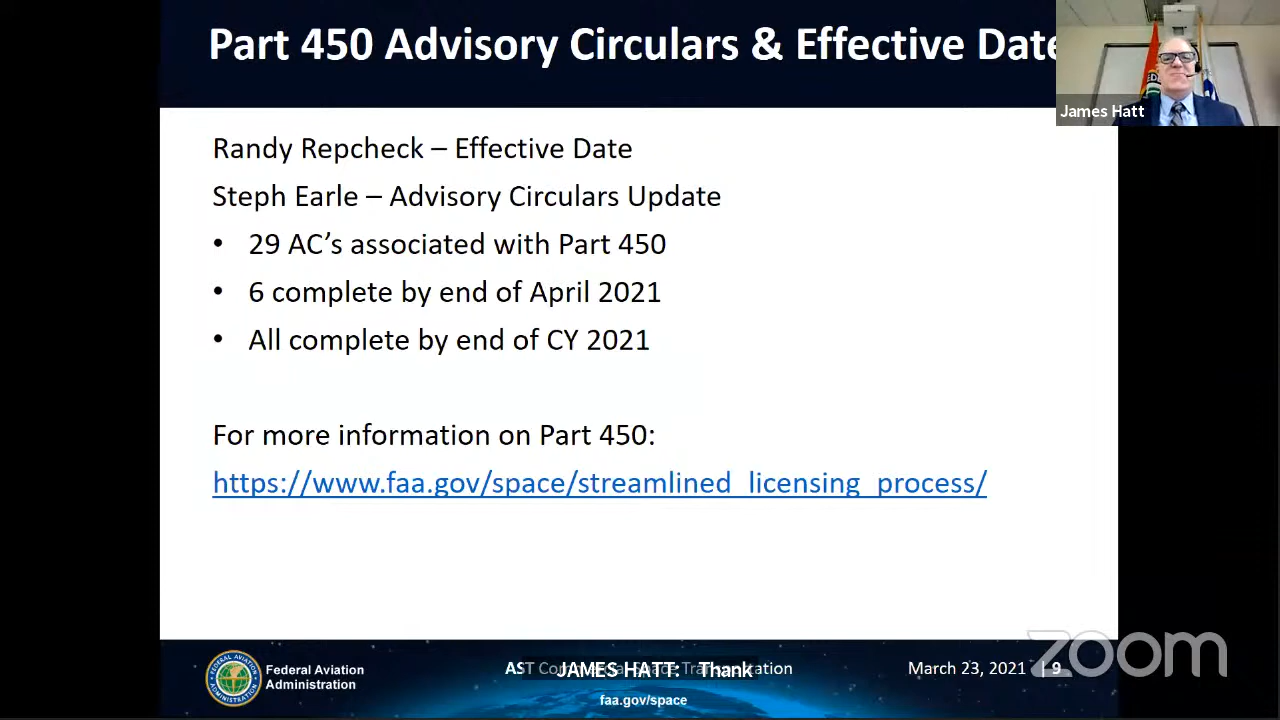 Part 450 Advisory Circulars & Effective Date
James Hatt
Randy Repcheck – Effective Date
Steph Earle – Advisory Circulars Update
• 29 AC’s associated with Part 450
• 6 complete by end of April 2021
• All complete by end of CY 2021
For more information on Part 450:
https://www.faa.gov/space/streamlined_licensing_process/
zoom
Federal Aviation
Administration
AST
JAMES HATT: Thank
March 23, 2021 | 9
faa.gov/space